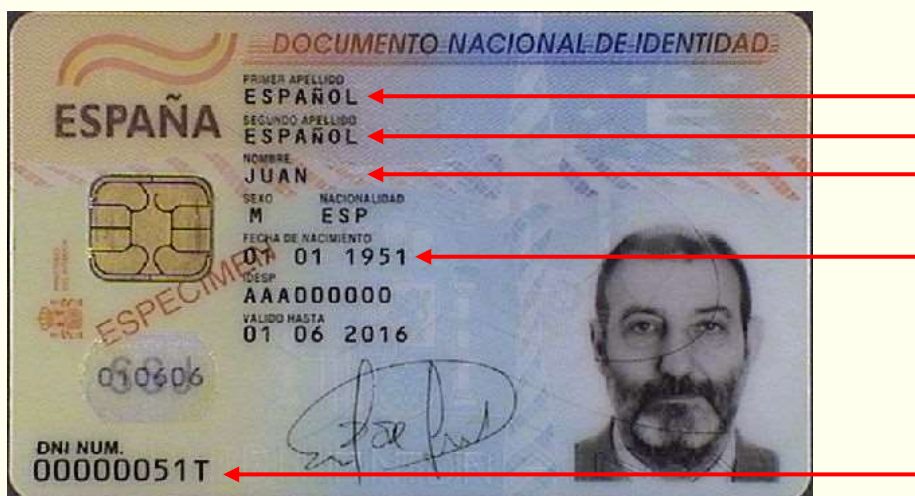 DOCUMENTO NACIONAL DE IDENTIDAD
ESPAÑA
PRIMER APELLIDO
ESPAÑOL
SEGUNDO APELLIDO
ESPAÑOL
NOMBRE
JUAN
SEXO NACIONALIDAD
M ESP
FECHA DE NACIMIENTO
01 01 1951
IDESP
AAA000000
VALIDO HASTA
01 06 2016
ESPECIMEN
010606
DNI NUM.
00000051T